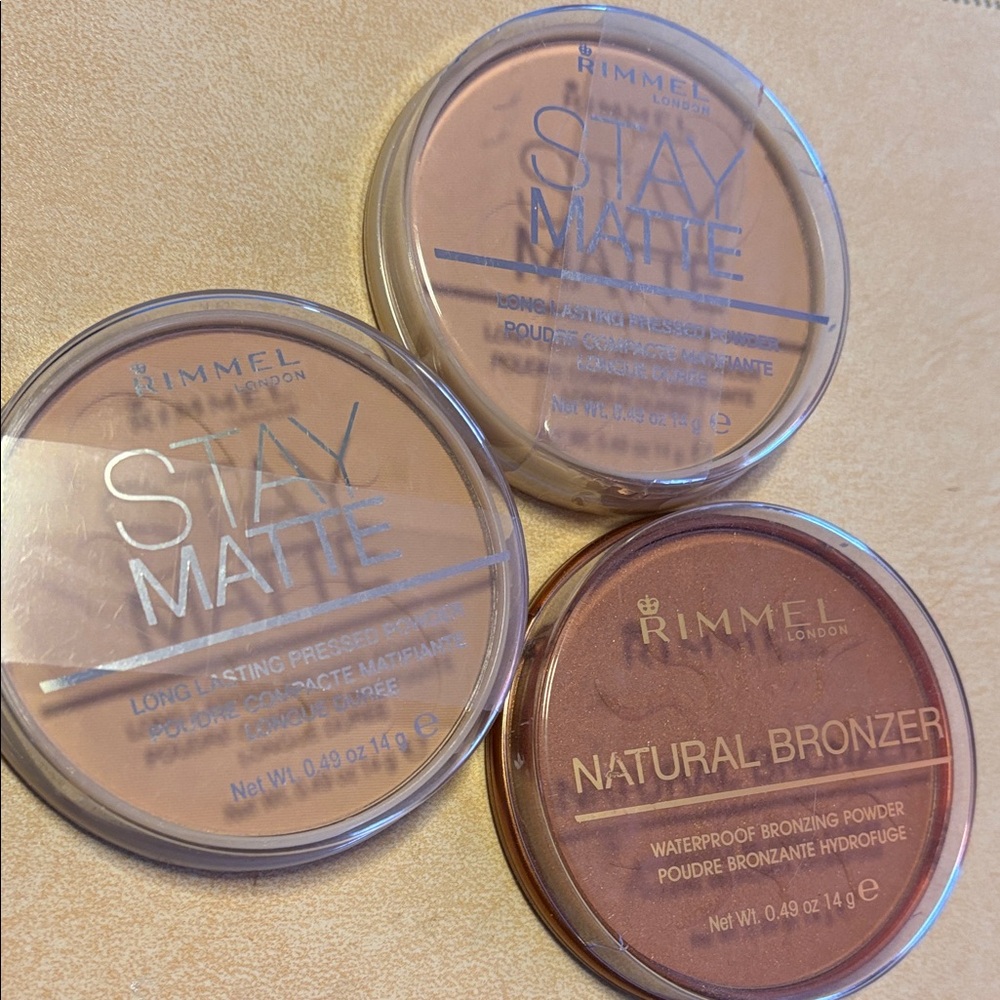 RIMMEL
LONDON
STAY
MATTE
LONG LASTING PRESSED POWDER
POUDRE COMPACTE MATIFIANTE
LONGUE DURÉE
Net Wt. 0.49 oz 14 g e
RIMMEL
LONDON
STAY
MATTE
LONG LASTING PRESSED POWDER
POUDRE COMPACTE MATIFIANTE
LONGUE DURÉE
Net Wt. 0.49 oz 14 g e
RIMMEL
LONDON
NATURAL BRONZER
WATERPROOF BRONZING POWDER
POUDRE BRONZANTE HYDROFUGE
Net Wt. 0.49 oz 14 g e